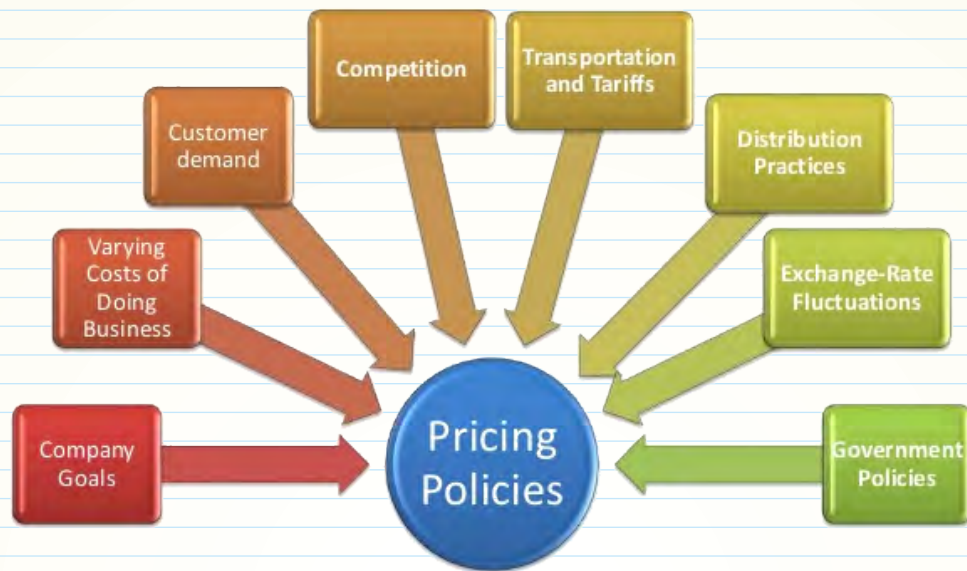 Company
Goals
Varying
Costs of
Doing
Business
Customer
demand
Competition
Transportation
and Tariffs
Distribution
Practices
Exchange-Rate
Fluctuations
Government
Policies
Pricing
Policies